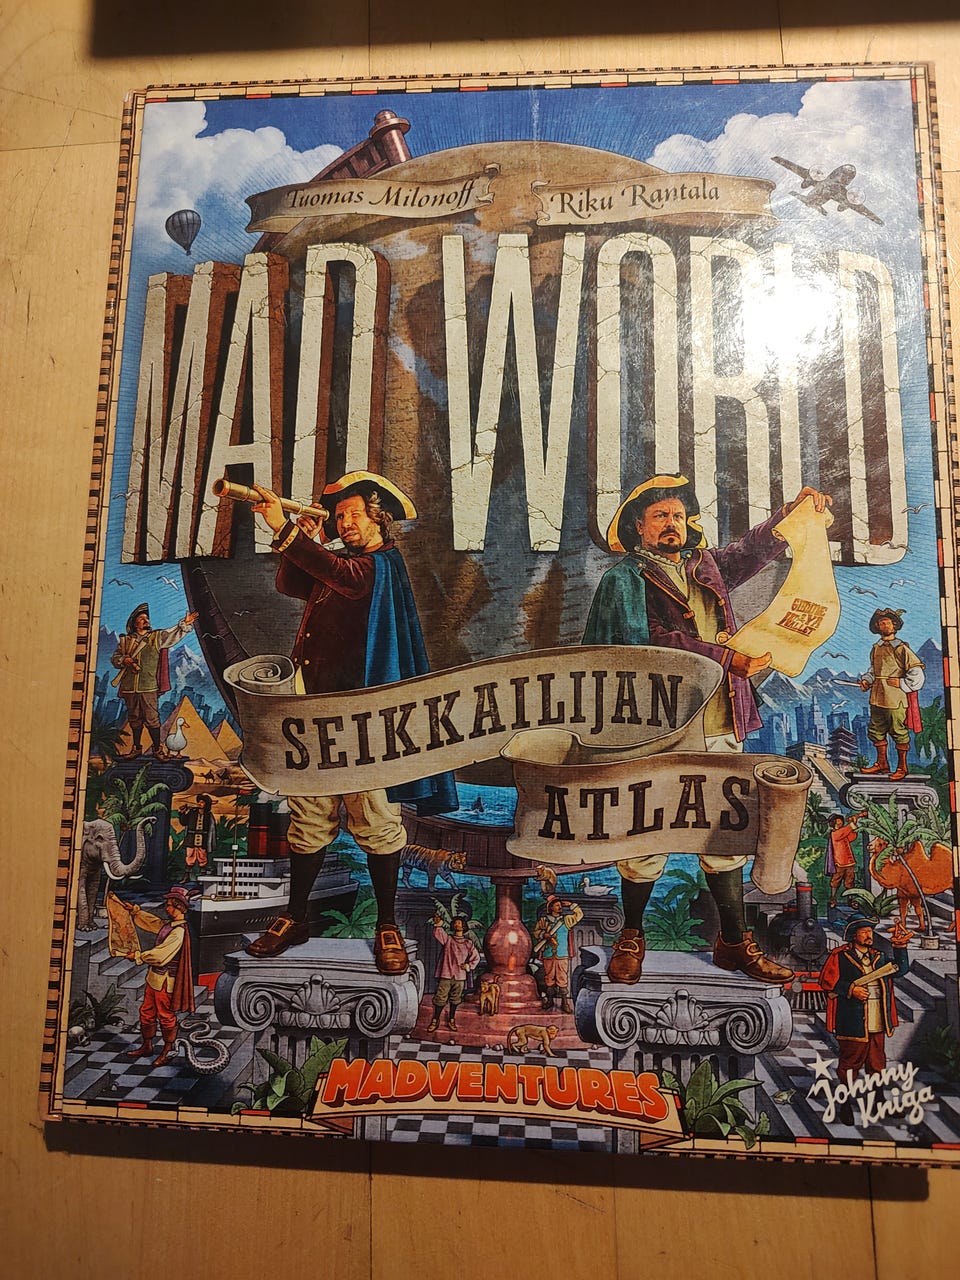 Tuomas Milonoff
Riku Rantala
MAD WORLD
SEIKKAILIJAN
ATLAS
MADVENTURES
Johnny
Kniga